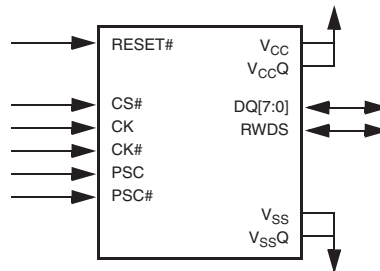 RESET#
CS#
CK
CK#
PSC
PSC#
VCC
VCCQ
DQ[7:0]
RWDS
VSS
VSSQ